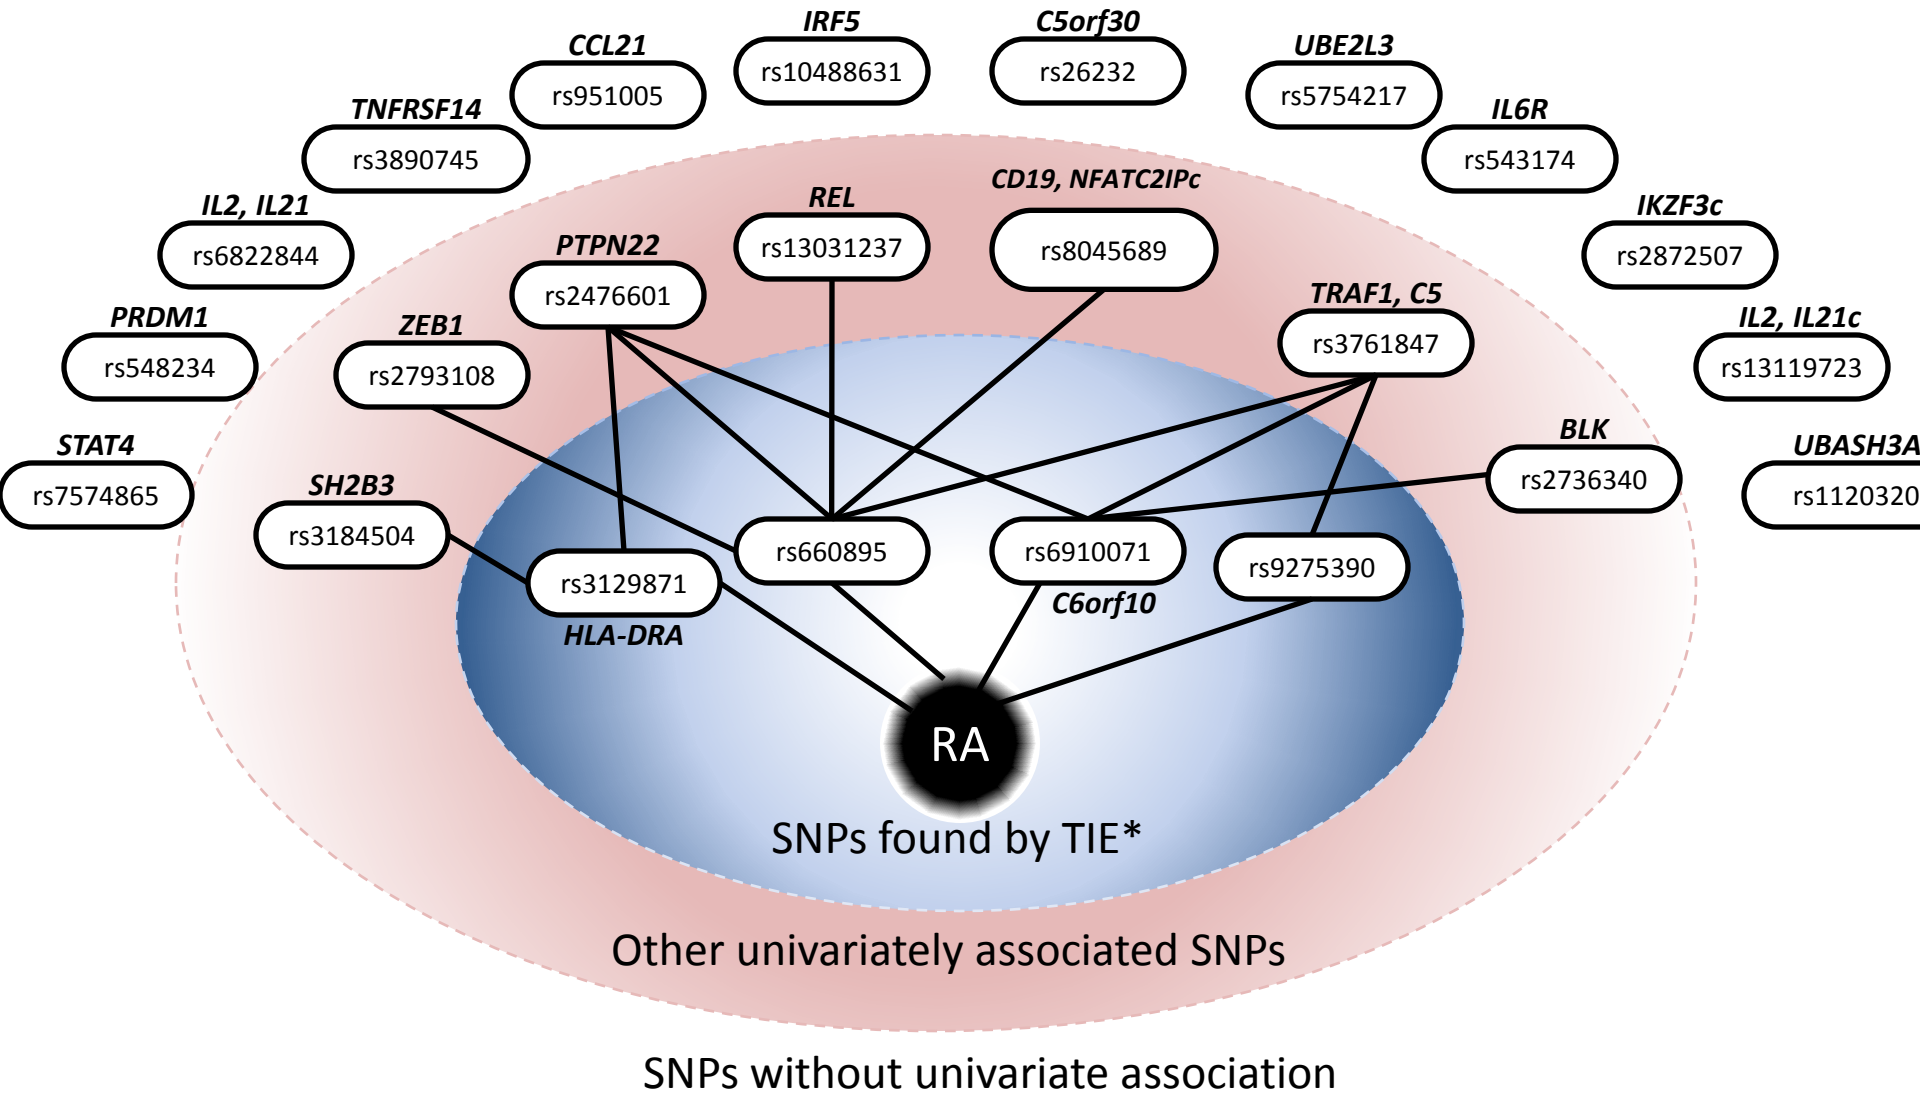 IRF5
rs10488631
C5orf30
rs26232
CCL21
rs951005
UBE2L3
rs5754217
TNFRSF14
rs3890745
IL6R
rs543174
IL2, IL21
rs6822844
REL
rs13031237
CD19, NFATC2IPc
rs8045689
IKZF3c
rs2872507
PTPN22
rs2476601
TRAF1, C5
rs3761847
PRDM1
rs548234
ZEB1
rs2793108
IL2, IL21c
rs13119723
STAT4
rs7574865
BLK
rs2736340
UBASH3A
rs1120320
SH2B3
rs3184504
rs3129871
HLA-DRA
rs660895
rs6910071
C6orf10
rs9275390
RA
SNPs found by TIE*
Other univariately associated SNPs
SNPs without univariate association